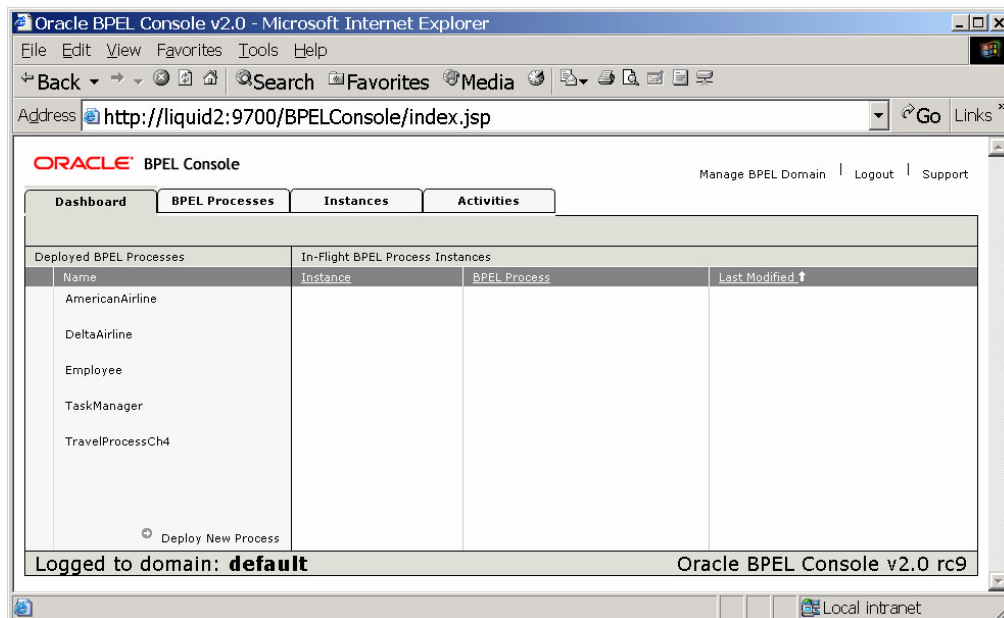 Oracle BPEL Console v2.0 - Microsoft Internet Explorer
File Edit View Favorites Tools Help
Back Search Favorites Media
Address http://liquid2:9700/BPELConsole/index.jsp Go Links »
ORACLE BPEL Console
Manage BPEL Domain | Logout | Support
Dashboard BPEL Processes Instances Activities
Deployed BPEL Processes In-Flight BPEL Process Instances
Name Instance BPEL Process Last Modified
AmericanAirline
DeltaAirline
Employee
TaskManager
TravelProcessCh4
Deploy New Process
Logged to domain: default Oracle BPEL Console v2.0 rc9
Local intranet